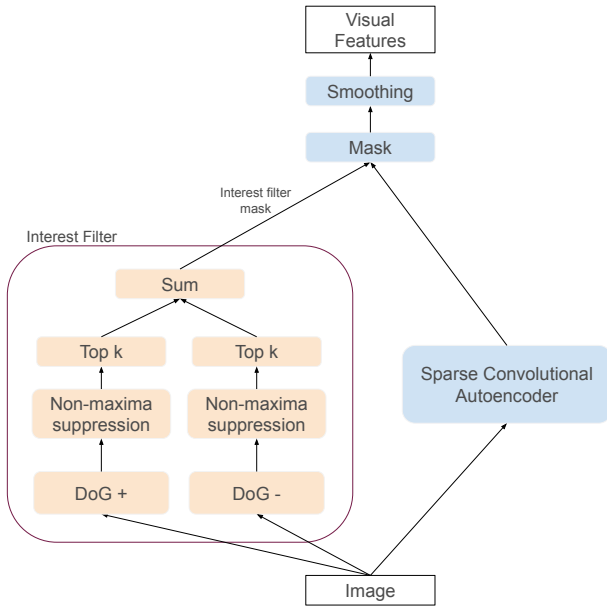 Visual
Features
Smoothing
Mask
Interest filter
mask
Interest Filter
Sum
Top k
Top k
Non-maxima
suppression
Non-maxima
suppression
Sparse Convolutional
Autoencoder
DoG +
DoG -
Image